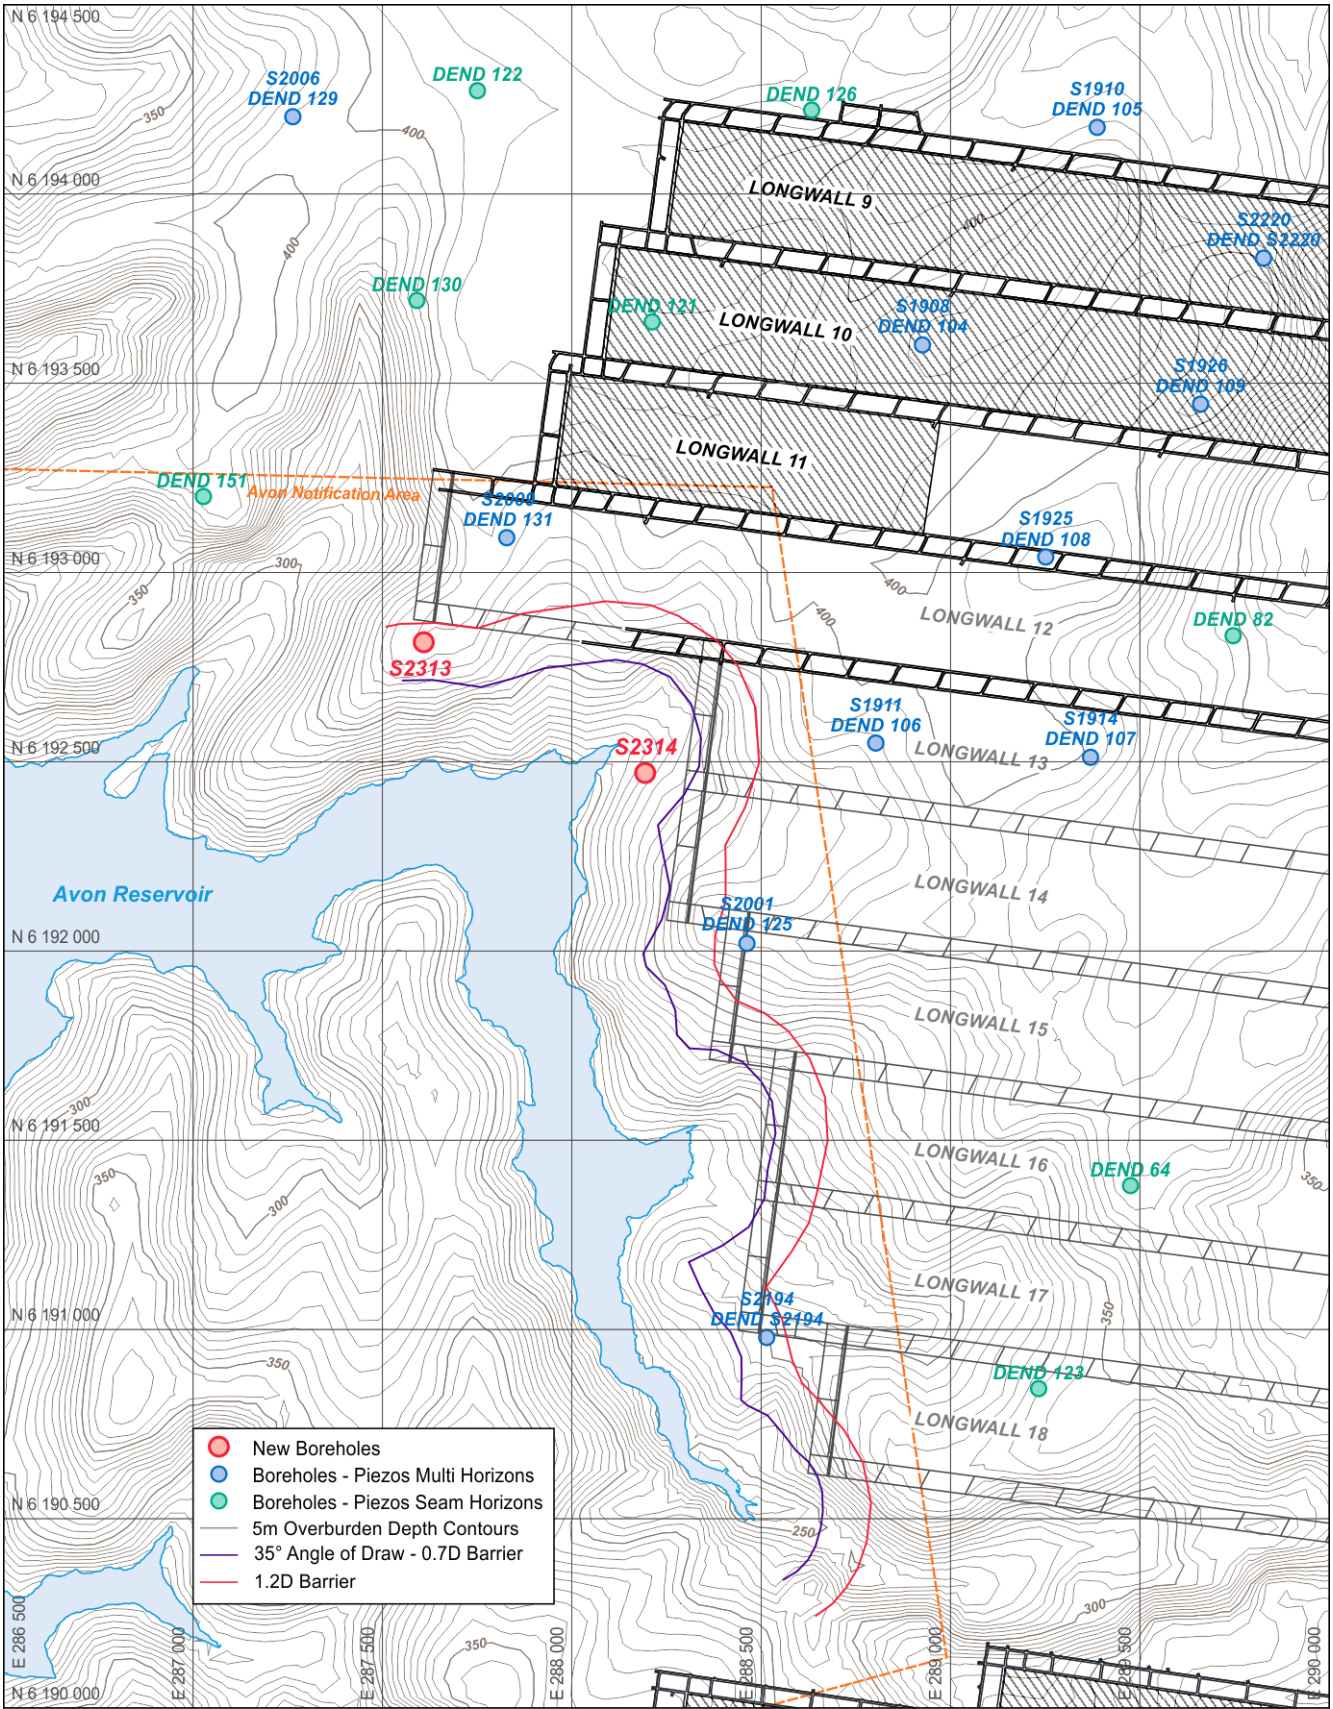 N 6 194 500
S2006
DEND 129
DEND 122
DEND 126
S1910
DEND 105
350
400
N 6 194 000
LONGWALL 9
400
S2220
DEND S2220
400
DEND 130
DEND 121
LONGWALL 10
S1908
DEND 104
N 6 193 500
S1926
DEND 109
LONGWALL 11
DEND 151
Avon Notification Area
S2009
DEND 131
S1925
DEND 108
N 6 193 000
300
350
400
400
LONGWALL 12
DEND 82
S2313
S1911
DEND 106
S1914
DEND 107
N 6 192 500
S2314
LONGWALL 13
Avon Reservoir
LONGWALL 14
S2001
DEND 125
N 6 192 000
LONGWALL 15
300
N 6 191 500
LONGWALL 16
DEND 64
350
350
300
LONGWALL 17
N 6 191 000
S2194
DEND S2194
350
350
DEND 123
LONGWALL 18
New Boreholes
Boreholes - Piezos Multi Horizons
Boreholes - Piezos Seam Horizons
5m Overburden Depth Contours
35° Angle of Draw - 0.7D Barrier
1.2D Barrier
N 6 190 500
250
300
350
E 286 500
E 287 000
E 287 500
E 288 000
E 288 500
E 289 000
E 289 500
E 290 000
N 6 190 000